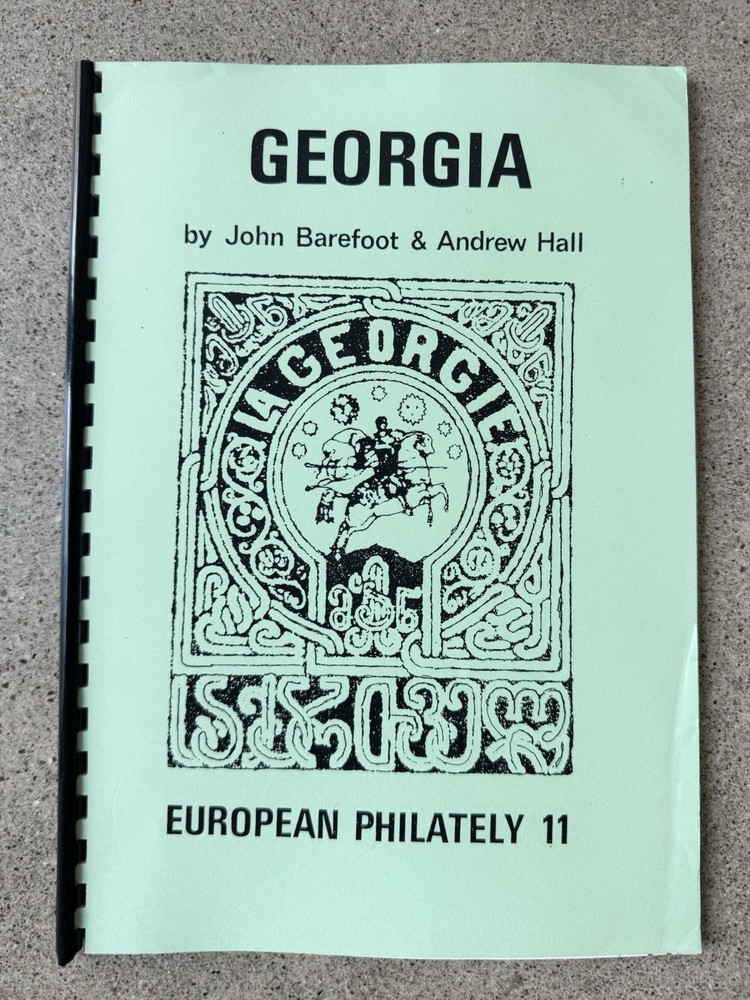 GEORGIA
by John Barefoot & Andrew Hall
LA GEORGIE
EUROPEAN PHILATELY 11